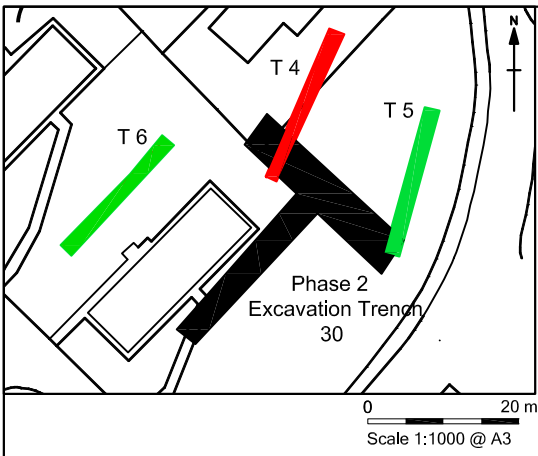 N
T 4
T 5
T 6
Phase 2
Excavation Trench
30
0 20 m
Scale 1:1000 @ A3